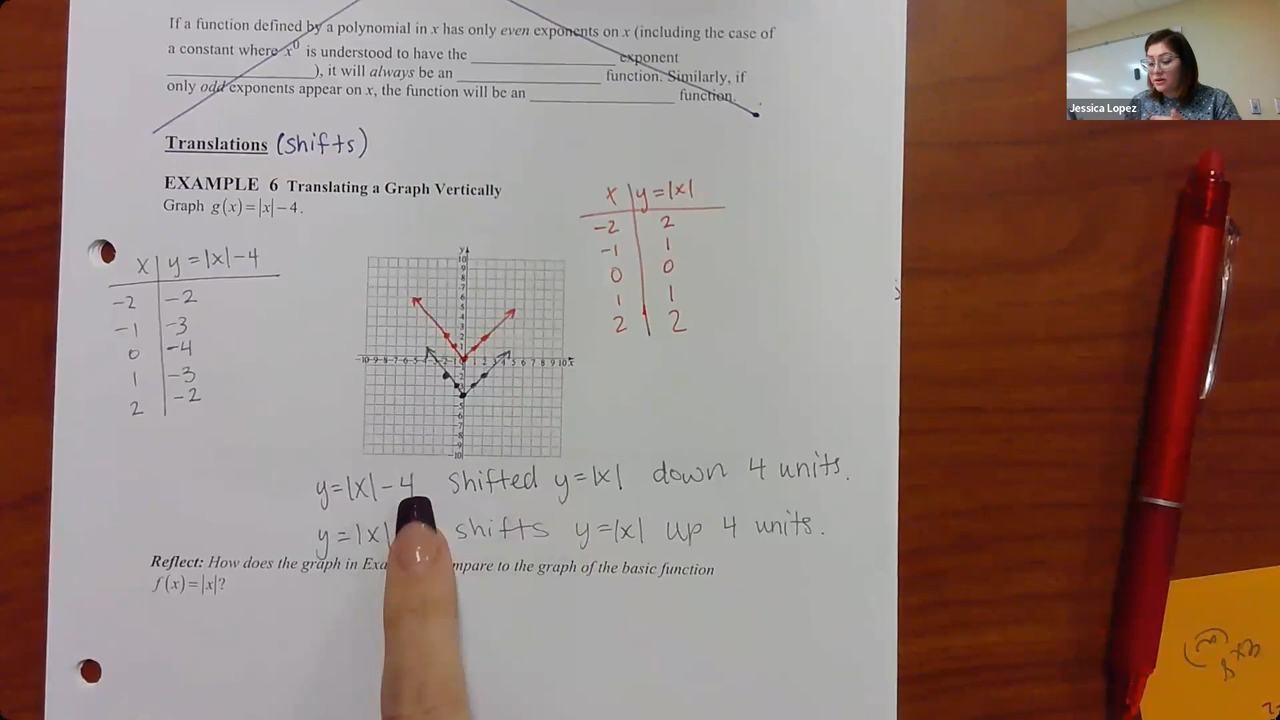 If a function defined by a polynomial in x has only even exponents on x (including the case of
a constant where x⁰ is understood to have the ______________ exponent
______________), it will always be an ______________ function. Similarly, if
only odd exponents appear on x, the function will be an ______________ function.
Jessica Lopez
Translations (shifts)
EXAMPLE 6 Translating a Graph Vertically
Graph g(x)=|x|−4.
x | y=|x|
-2 | 2
-1 | 1
0 | 0
1 | 1
2 | 2
x | y=|x|-4
-2 | -2
-1 | -3
0 | -4
1 | -3
2 | -2
y
x
y=|x|-4 shifted y=|x| down 4 units.
y=|x| shifts y=|x| up 4 units.
Reflect: How does the graph in mpare to the graph of the basic function
f(x)=|x|?